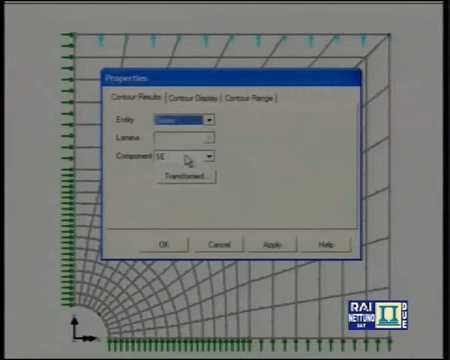 Properties
Contour Results
Contour Display
Contour Range
Entity
Stress
Lamina
Component
SE
Transformed...
OK
Cancel
Apply
Help
RAI
NETTUNO
SAT
DUE